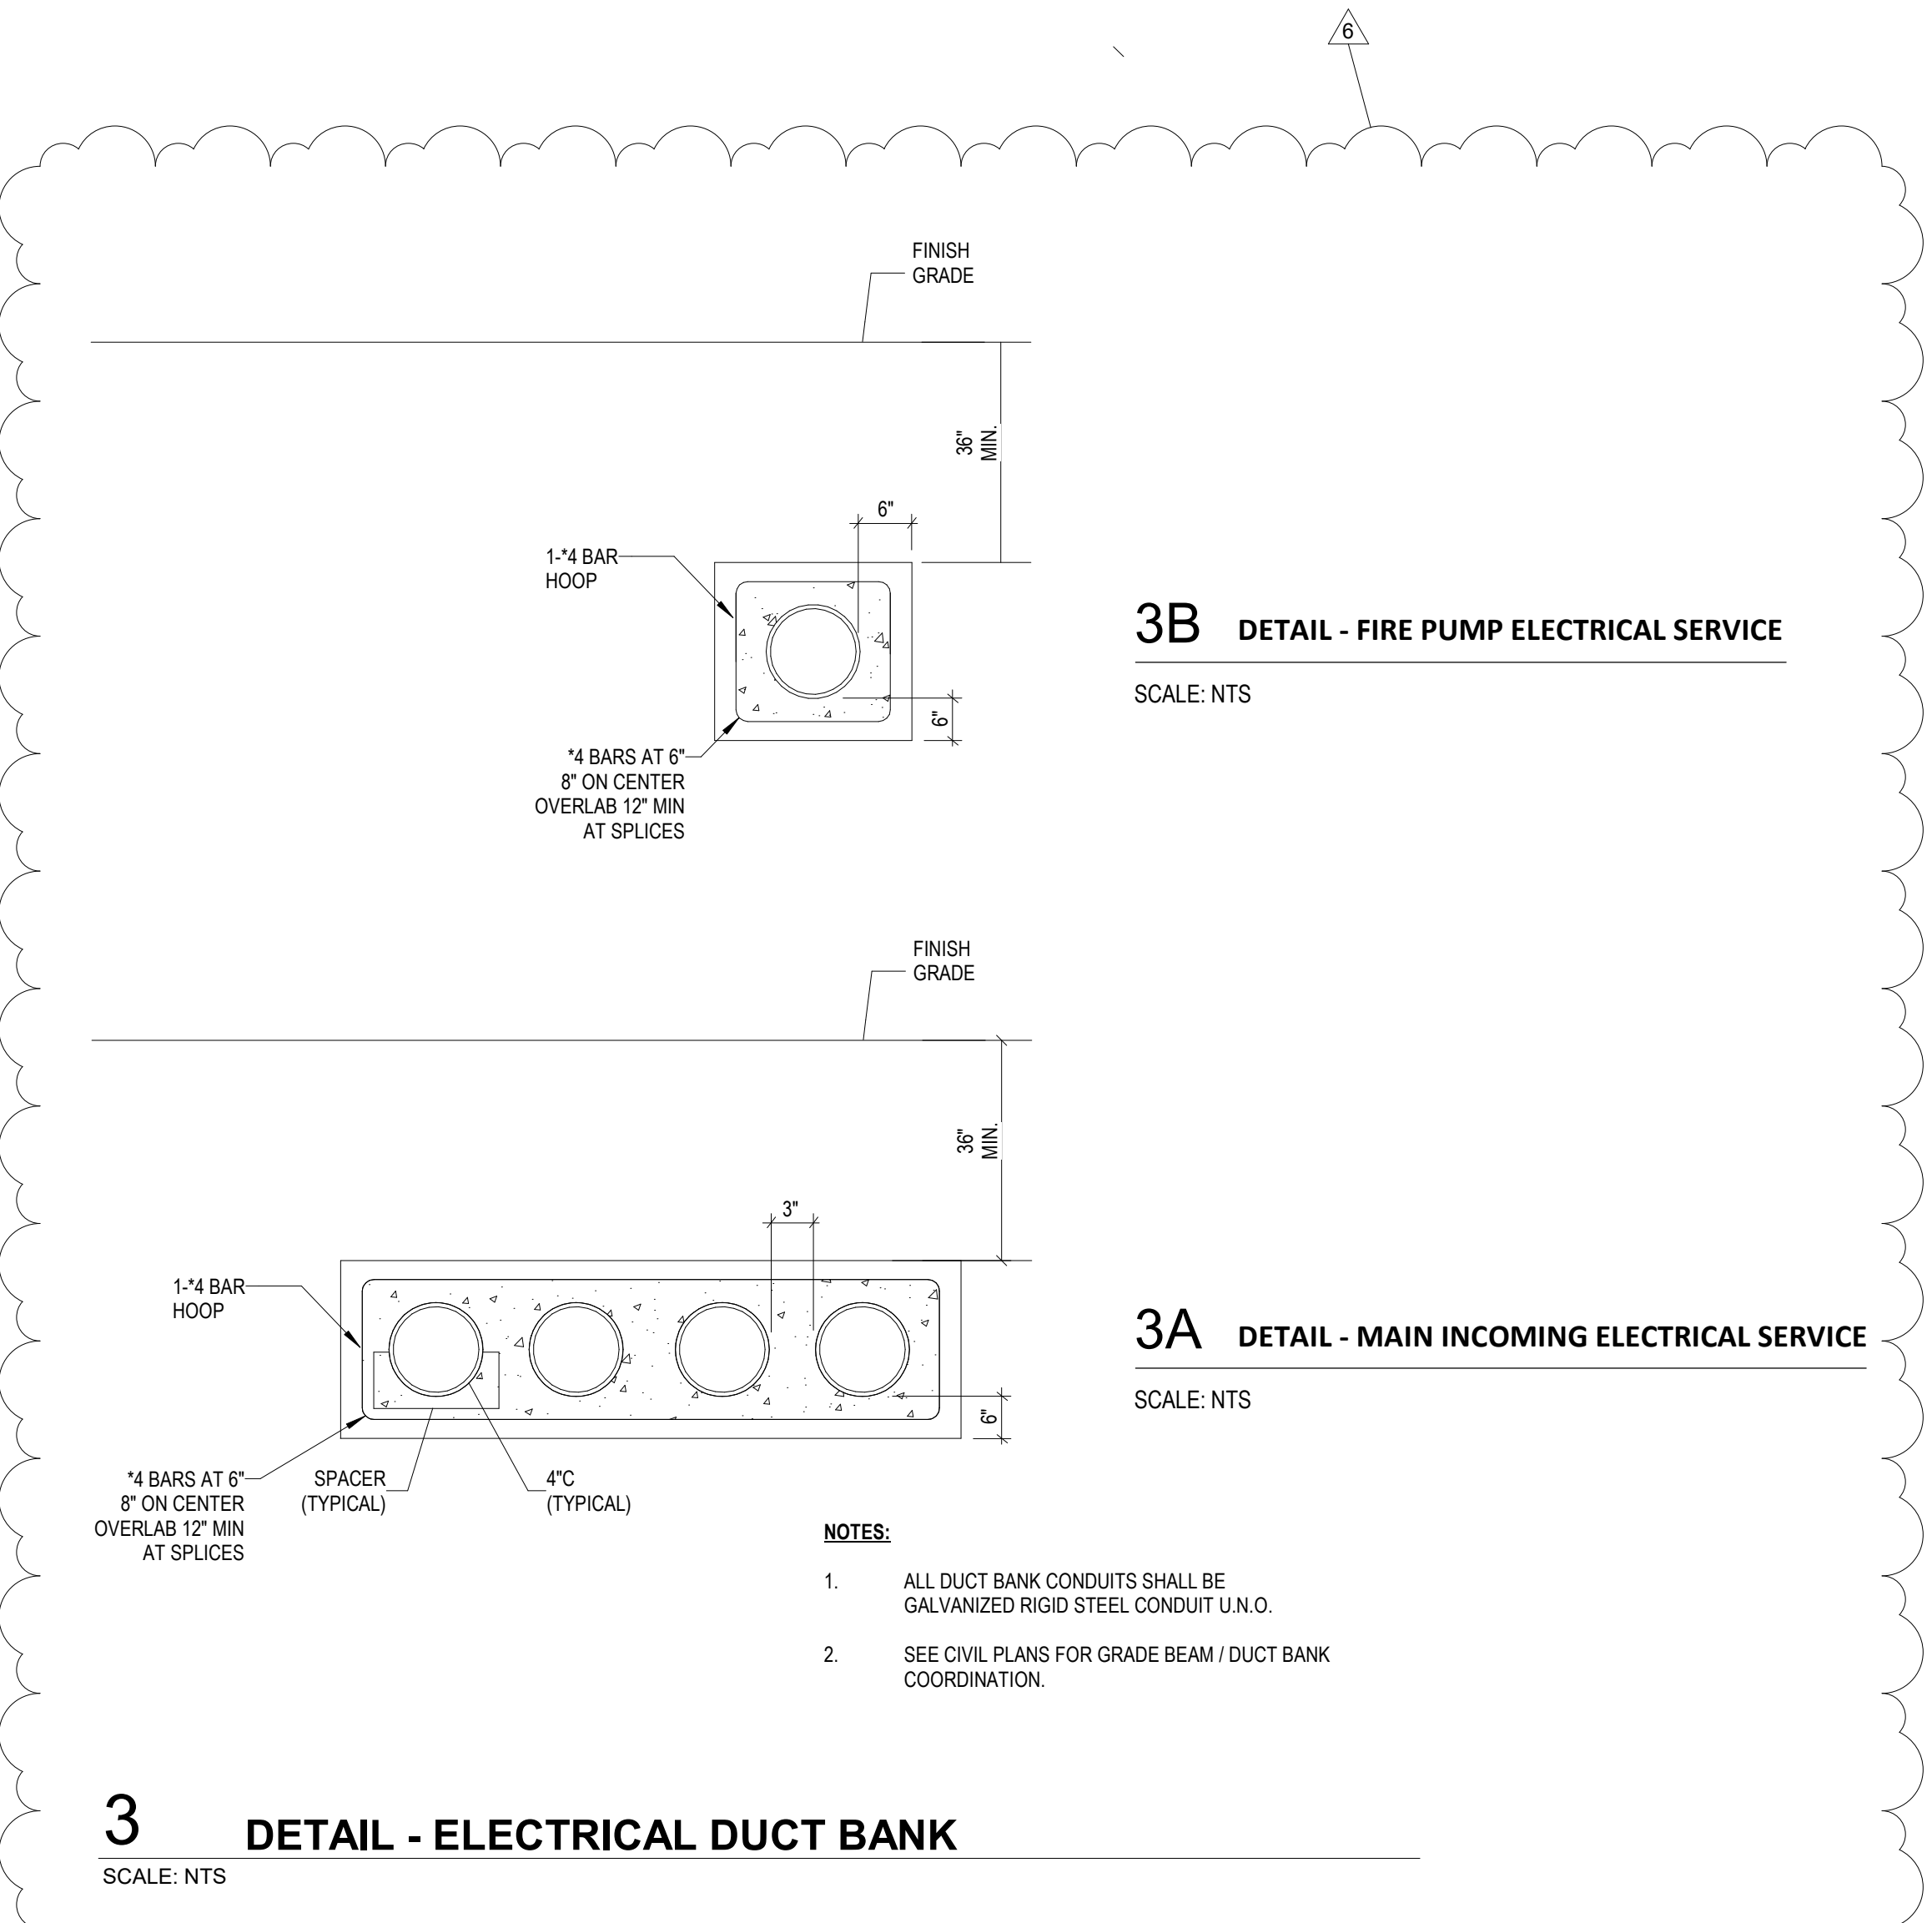 6
FINISH
GRADE
36"
MIN.
6"
1-*4 BAR
HOOP
3B DETAIL - FIRE PUMP ELECTRICAL SERVICE
SCALE: NTS
6"
*4 BARS AT 6"
8" ON CENTER
OVERLAB 12" MIN
AT SPLICES
FINISH
GRADE
36"
MIN.
3"
1-*4 BAR
HOOP
3A DETAIL - MAIN INCOMING ELECTRICAL SERVICE
SCALE: NTS
6"
*4 BARS AT 6"
8" ON CENTER
OVERLAB 12" MIN
AT SPLICES
SPACER
(TYPICAL)
4"C
(TYPICAL)
NOTES:
1. ALL DUCT BANK CONDUITS SHALL BE
GALVANIZED RIGID STEEL CONDUIT U.N.O.
2. SEE CIVIL PLANS FOR GRADE BEAM / DUCT BANK
COORDINATION.
3 DETAIL - ELECTRICAL DUCT BANK
SCALE: NTS